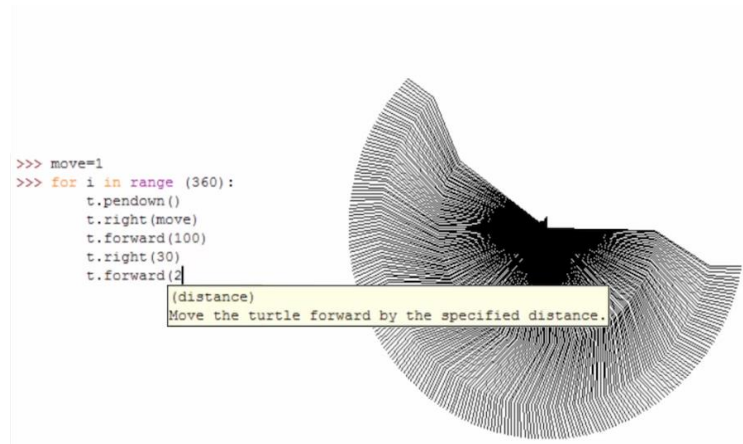 >>> move=1
>>> for i in range (360):
t.pendown()
t.right(move)
t.forward(100)
t.right(30)
t.forward(2
(distance)
Move the turtle forward by the specified distance.